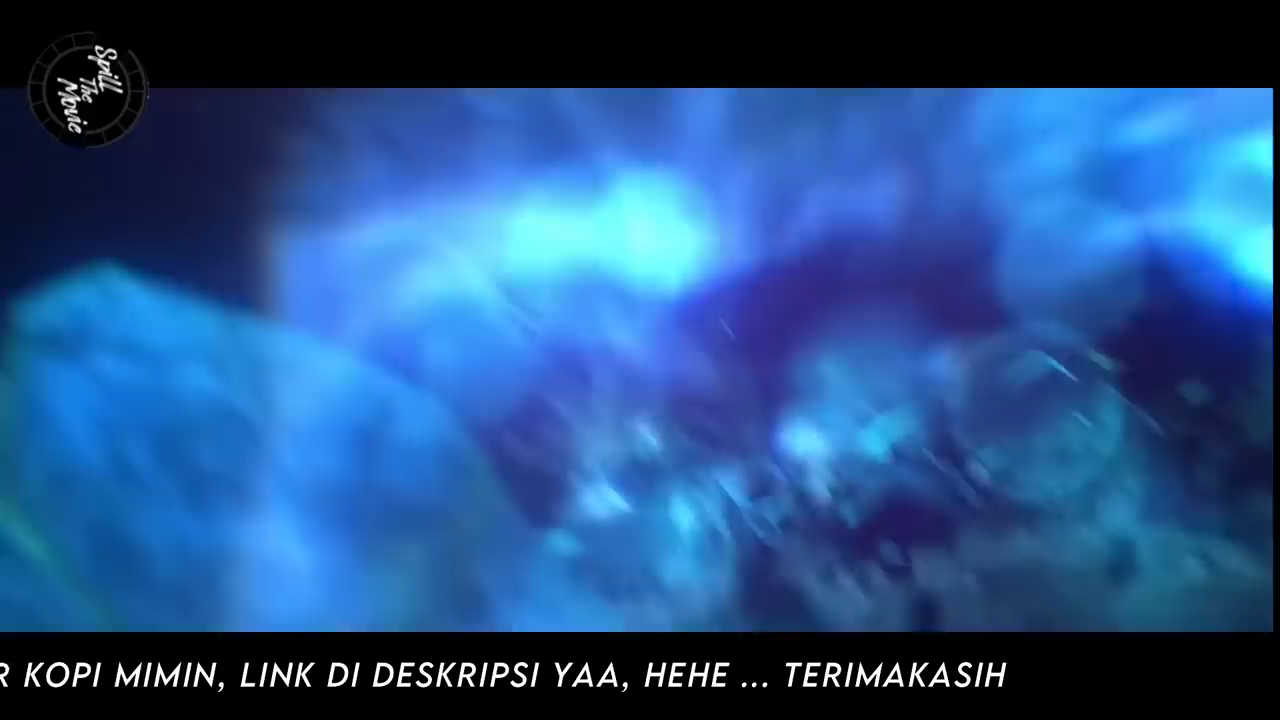 Spill
The
Movie
R KOPI MIMIN, LINK DI DESKRIPSI YAA, HEHE ... TERIMAKASIH